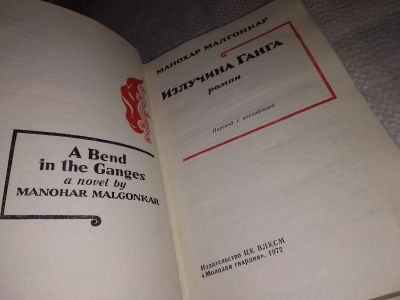 A Bend
in the Ganges
a novel by
MANOHAR MALGONKAR
МАНОХАР МАЛГОНКАР
ИЗЛУЧИНА ГАНГА
роман
Перевод с английского
Издательство ЦК ВЛКСМ
«Молодая гвардия», 1972